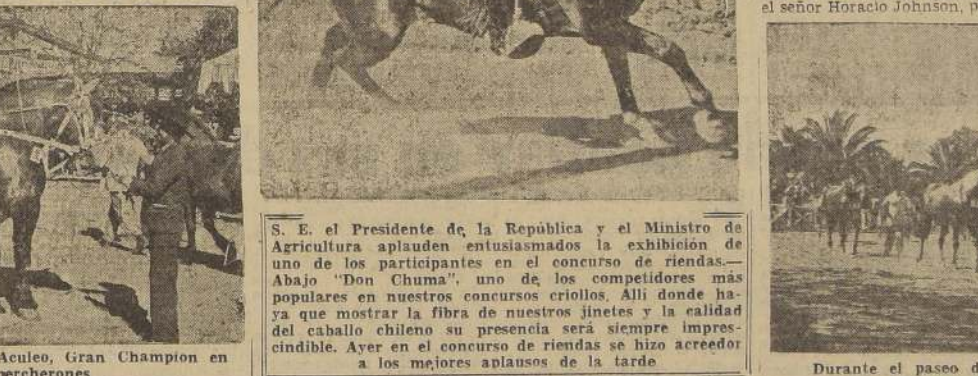 el señor Horacio Johnson, p
S. E. el Presidente de la República y el Ministro de
Agricultura aplauden entusiasmados la exhibición de
uno de los participantes en el concurso de riendas.—
Abajo "Don Chuma", uno de los competidores más
populares en nuestros concursos criollos. Allí donde ha-
ya que mostrar la fibra de nuestros jinetes y la calidad
del caballo chileno su presencia será siempre impres-
cindible. Ayer en el concurso de riendas se hizo acreedor
a los mejores aplausos de la tarde
Aculeo, Gran Champion en
percherones
Durante el paseo d